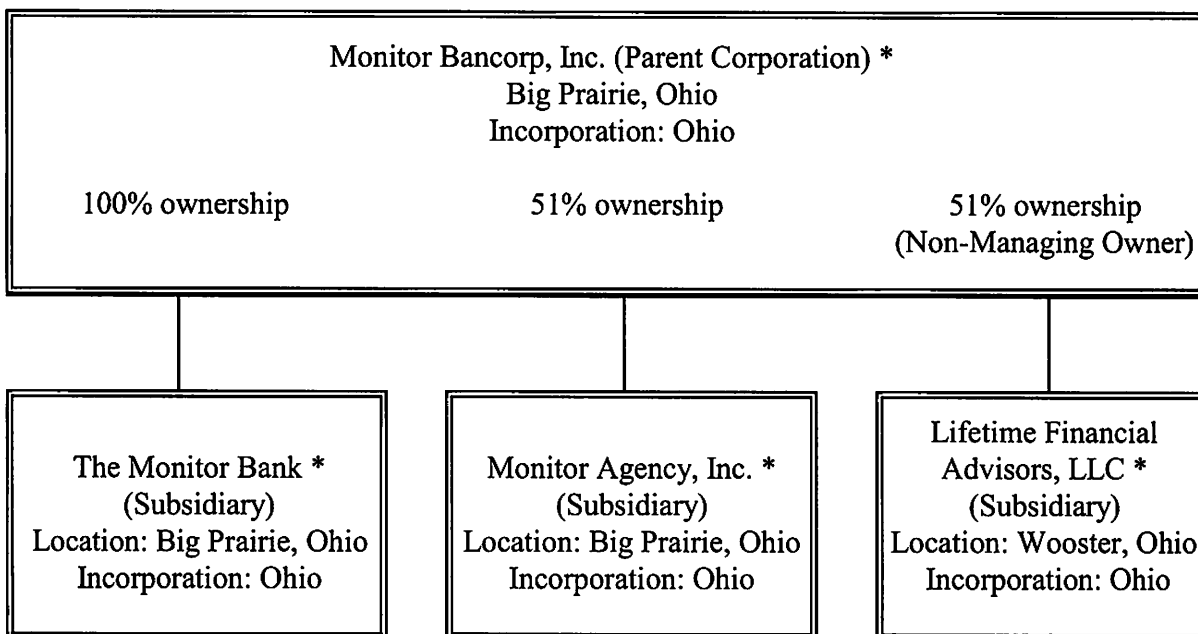 Monitor Bancorp, Inc. (Parent Corporation) *
Big Prairie, Ohio
Incorporation: Ohio
100% ownership
51% ownership
51% ownership
(Non-Managing Owner)
The Monitor Bank *
(Subsidiary)
Location: Big Prairie, Ohio
Incorporation: Ohio
Monitor Agency, Inc. *
(Subsidiary)
Location: Big Prairie, Ohio
Incorporation: Ohio
Lifetime Financial
Advisors, LLC *
(Subsidiary)
Location: Wooster, Ohio
Incorporation: Ohio